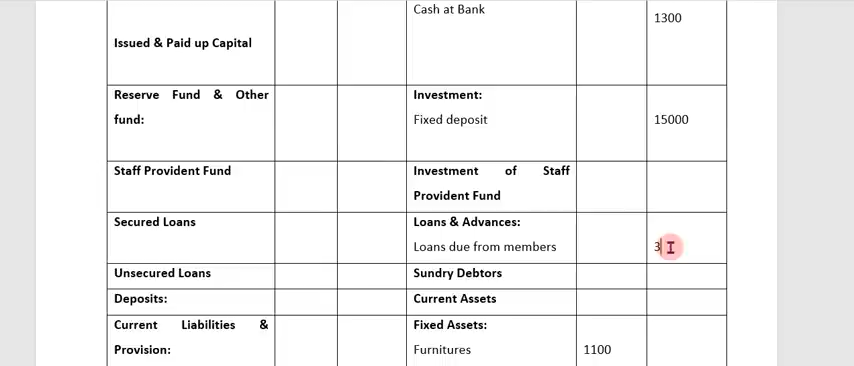 Cash at Bank
1300
Issued & Paid up Capital
Reserve Fund & Other
fund:
Investment:
Fixed deposit
15000
Staff Provident Fund
Investment of Staff
Provident Fund
Secured Loans
Loans & Advances:
Loans due from members
3
Unsecured Loans
Sundry Debtors
Deposits:
Current Assets
Current Liabilities &
Provision:
Fixed Assets:
Furnitures
1100